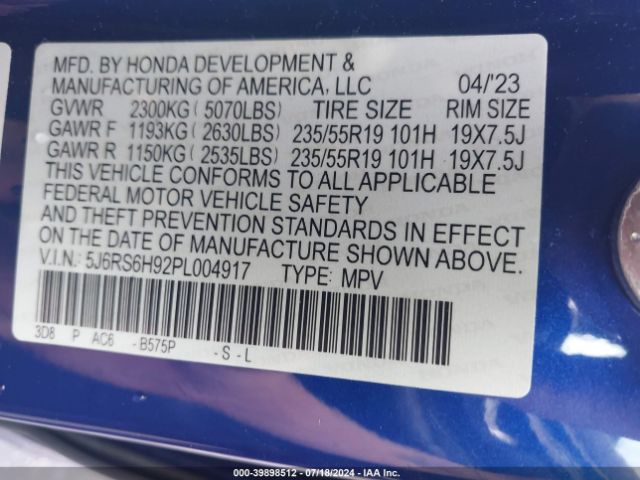 MFD. BY HONDA DEVELOPMENT &
MANUFACTURING OF AMERICA, LLC 04/'23
GVWR 2300KG ( 5070LBS) TIRE SIZE RIM SIZE
GAWR F 1193KG ( 2630LBS) 235/55R19 101H 19X7.5J
GAWR R 1150KG ( 2535LBS) 235/55R19 101H 19X7.5J
THIS VEHICLE CONFORMS TO ALL APPLICABLE
FEDERAL MOTOR VEHICLE SAFETY
AND THEFT PREVENTION STANDARDS IN EFFECT
ON THE DATE OF MANUFACTURE SHOWN ABOVE.
V.I.N.: 5J6RS6H92PL004917 TYPE: MPV
3D8 P AC6 -B575P -S-L
000-39898512 - 07/18/2024 - IAA Inc.